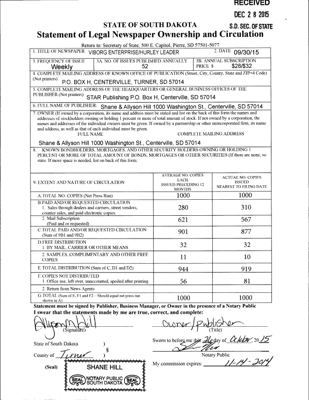 RECEIVED
DEC 28 2015
S.D. SEC. OF STATE
STATE OF SOUTH DAKOTA
Statement of Legal Newspaper Ownership and Circulation
Return to: Secretary of State, 500 E. Capitol, Pierre, SD 57501-5077
1. TITLE OF NEWSPAPER VIBORG ENTERPRISE/HURLEY LEADER 2. DATE 09/30/15
3. FREQUENCY OF ISSUE Weekly
3A. NO. OF ISSUES PUBLISHED ANNUALLY 52
3B. ANNUAL SUBSCRIPTION PRICE $ $28/$32
4. COMPLETE MAILING ADDRESS OF KNOWN OFFICE OF PUBLICATION (Street, City, County, State and ZIP+4 Code) (Not printers)
P.O. BOX H, CENTERVILLE, TURNER, SD 57014
5. COMPLETE MAILING ADDRESS OF THE HEADQUARTERS OR GENERAL BUSINESS OFFICES OF THE PUBLISHER (Not printers)
STAR Publishing P.O. Box H, Centerville, SD 57014
6. FULL NAME OF PUBLISHER: Shane & Allyson Hill 1000 Washington St., Centerville, SD 57014
7. OWNER (If owned by a corporation, its name and address must be stated and list on the back of this form the names and addresses of stockholders owning or holding 1 percent or more of total amount of stock. If not owned by a corporation, the names and addresses of the individual owners must be given. If owned by a partnership or other unincorporated firm, its name and address, as well as that of each individual must be given.
FULL NAME COMPLETE MAILING ADDRESS
Shane & Allyson Hill 1000 Washington St., Centerville, SD 57014
8. KNOWN BONDHOLDERS, MORTGAGES, AND OTHER SECURITY HOLDERS OWNING OR HOLDING 1 PERCENT OR MORE OF TOTAL AMOUNT OF BONDS, MORTGAGES OR OTHER SECURITIES (If there are none, so state. If more space is needed, list on back of this form.
9. EXTENT AND NATURE OF CIRCULATION
AVERAGE NO. COPIES EACH ISSUED PRECEDING 12 MONTHS
ACTUAL NO. COPIES ISSUED NEAREST TO FILING DATE
A. TOTAL NO. COPIES (Net Press Run) 1000 1000
B. PAID AND/OR REQUESTED CIRCULATION
1. Sales through dealers and carriers, street vendors, counter sales, and paid electronic copies 280 310
2. Mail Subscription (Paid and or requested) 621 567
C. TOTAL PAID AND/OR REQUESTED CIRCULATION (Sum of 9B1 and 9B2) 901 877
D. FREE DISTRIBUTION
1. BY MAIL, CARRIER OR OTHER MEANS 32 32
2. SAMPLES, COMPLIMENTARY AND OTHER FREE COPIES 11 10
E. TOTAL DISTRIBUTION (Sum of C, D1 and D2) 944 919
F. COPIES NOT DISTRIBUTED
1. Office use, left over, unaccounted, spoiled after printing 56 81
2. Return from News Agents
G. TOTAL (Sum of E, F1 and F2 - Should equal net press run shown in A) 1000 1000
Statement must be signed by Publisher, Business Manager, or Owner in the presence of a Notary Public
I swear that the statements made by me are true, correct, and complete:
Allyson Hill owner/publisher
(Signature) (Title)
State of South Dakota )
County of Turner )
Sworn to before me this day of October 15
Notary Public
(Seal)
SHANE HILL
NOTARY PUBLIC
SOUTH DAKOTA
SEAL
My commission expires: